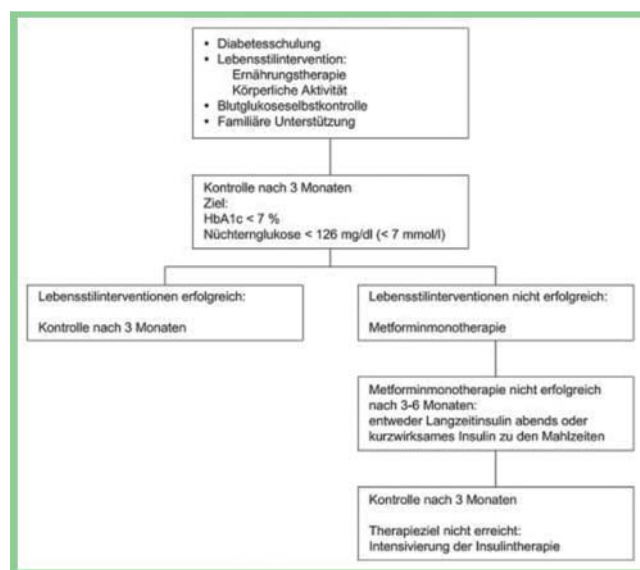 • Diabetesschulung
• Lebensstilintervention:
Ernährungstherapie
Körperliche Aktivität
• Blutglukoseselbstkontrolle
• Familiäre Unterstützung
Kontrolle nach 3 Monaten
Ziel:
HbA1c < 7 %
Nüchternglukose < 126 mg/dl (< 7 mmol/l)
Lebensstilinterventionen erfolgreich:
Kontrolle nach 3 Monaten
Lebensstilinterventionen nicht erfolgreich:
Metforminmonotherapie
Metforminmonotherapie nicht erfolgreich
nach 3-6 Monaten:
entweder Langzeitinsulin abends oder
kurzwirksames Insulin zu den Mahlzeiten
Kontrolle nach 3 Monaten
Therapieziel nicht erreicht:
Intensivierung der Insulintherapie